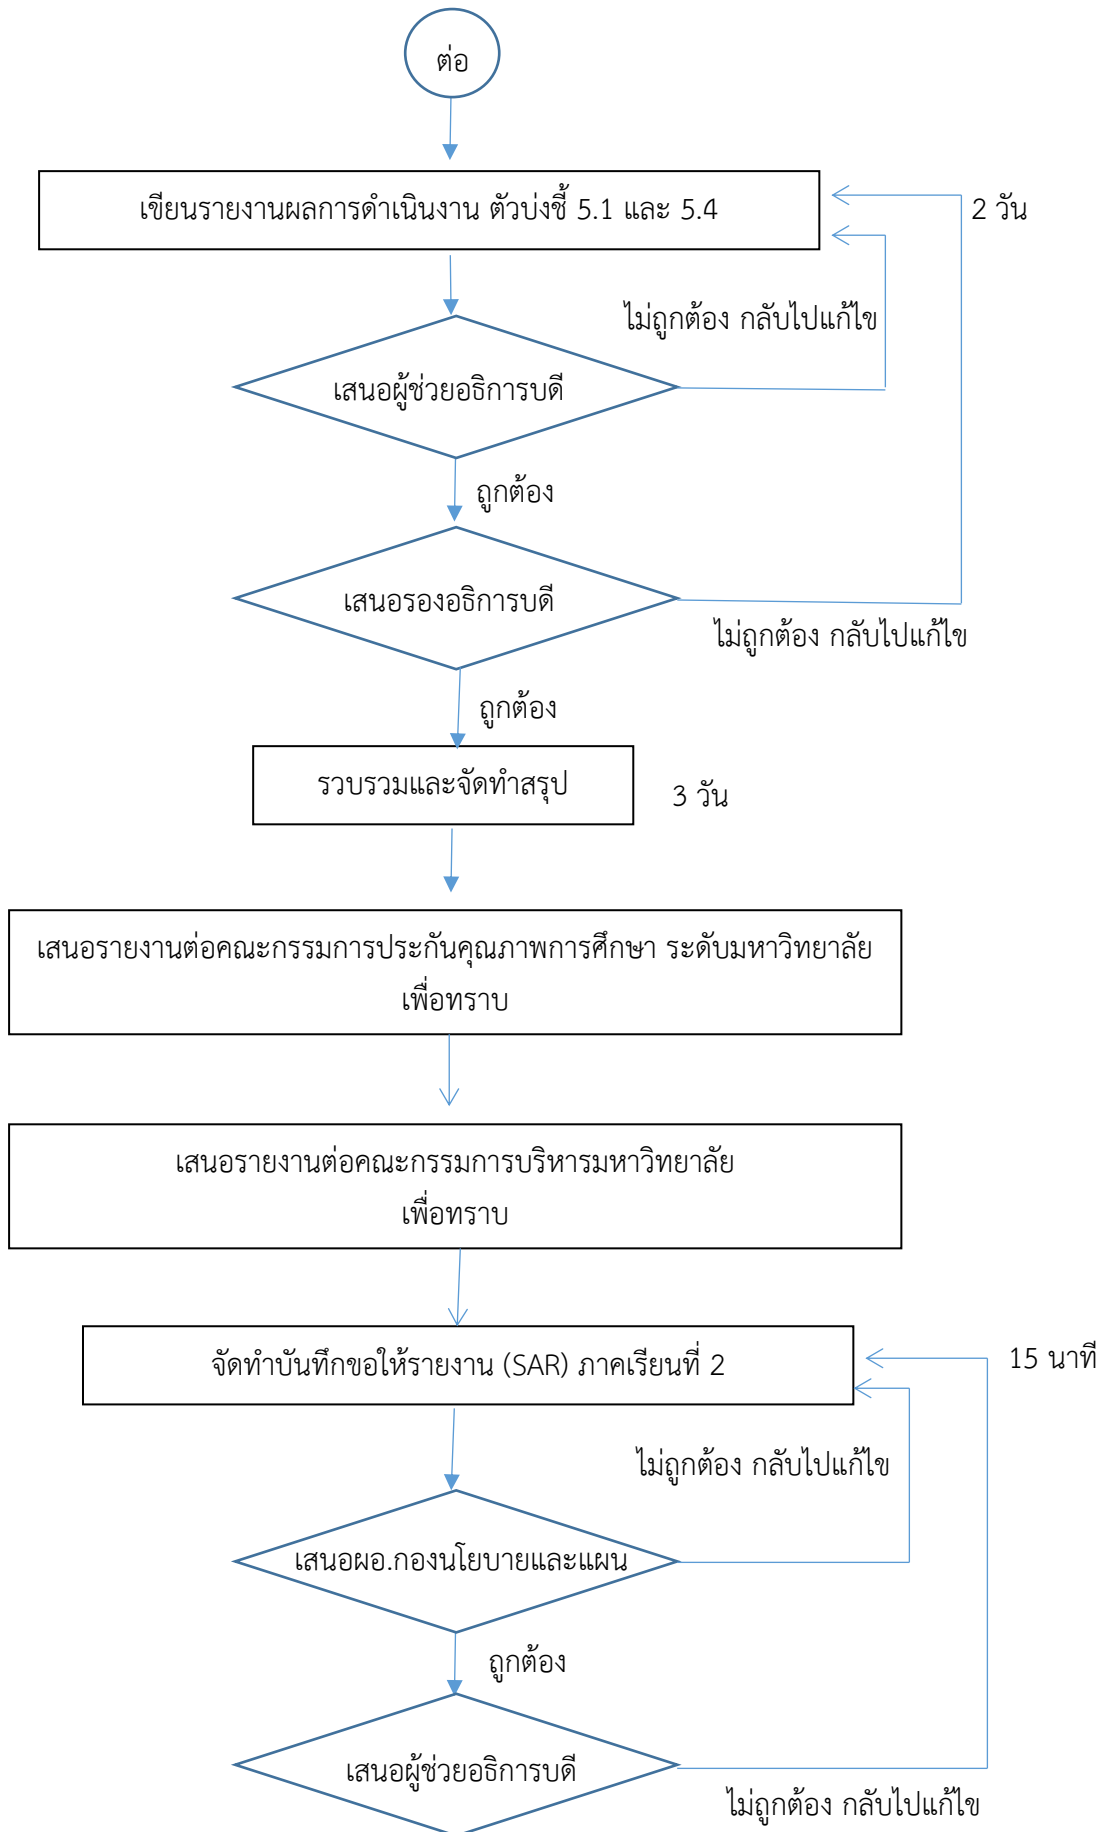 ต่อ
เขียนรายงานผลการดำเนินงาน ตัวบ่งชี้ 5.1 และ 5.4
2 วัน
ไม่ถูกต้อง กลับไปแก้ไข
เสนอผู้ช่วยอธิการบดี
ถูกต้อง
เสนอรองอธิการบดี
ไม่ถูกต้อง กลับไปแก้ไข
ถูกต้อง
รวบรวมและจัดทำสรุป
3 วัน
เสนอรายงานต่อคณะกรรมการประกันคุณภาพการศึกษา ระดับมหาวิทยาลัย
เพื่อทราบ
เสนอรายงานต่อคณะกรรมการบริหารมหาวิทยาลัย
เพื่อทราบ
จัดทำบันทึกขอให้รายงาน (SAR) ภาคเรียนที่ 2
15 นาที
ไม่ถูกต้อง กลับไปแก้ไข
เสนอผอ.กองนโยบายและแผน
ถูกต้อง
เสนอผู้ช่วยอธิการบดี
ไม่ถูกต้อง กลับไปแก้ไข